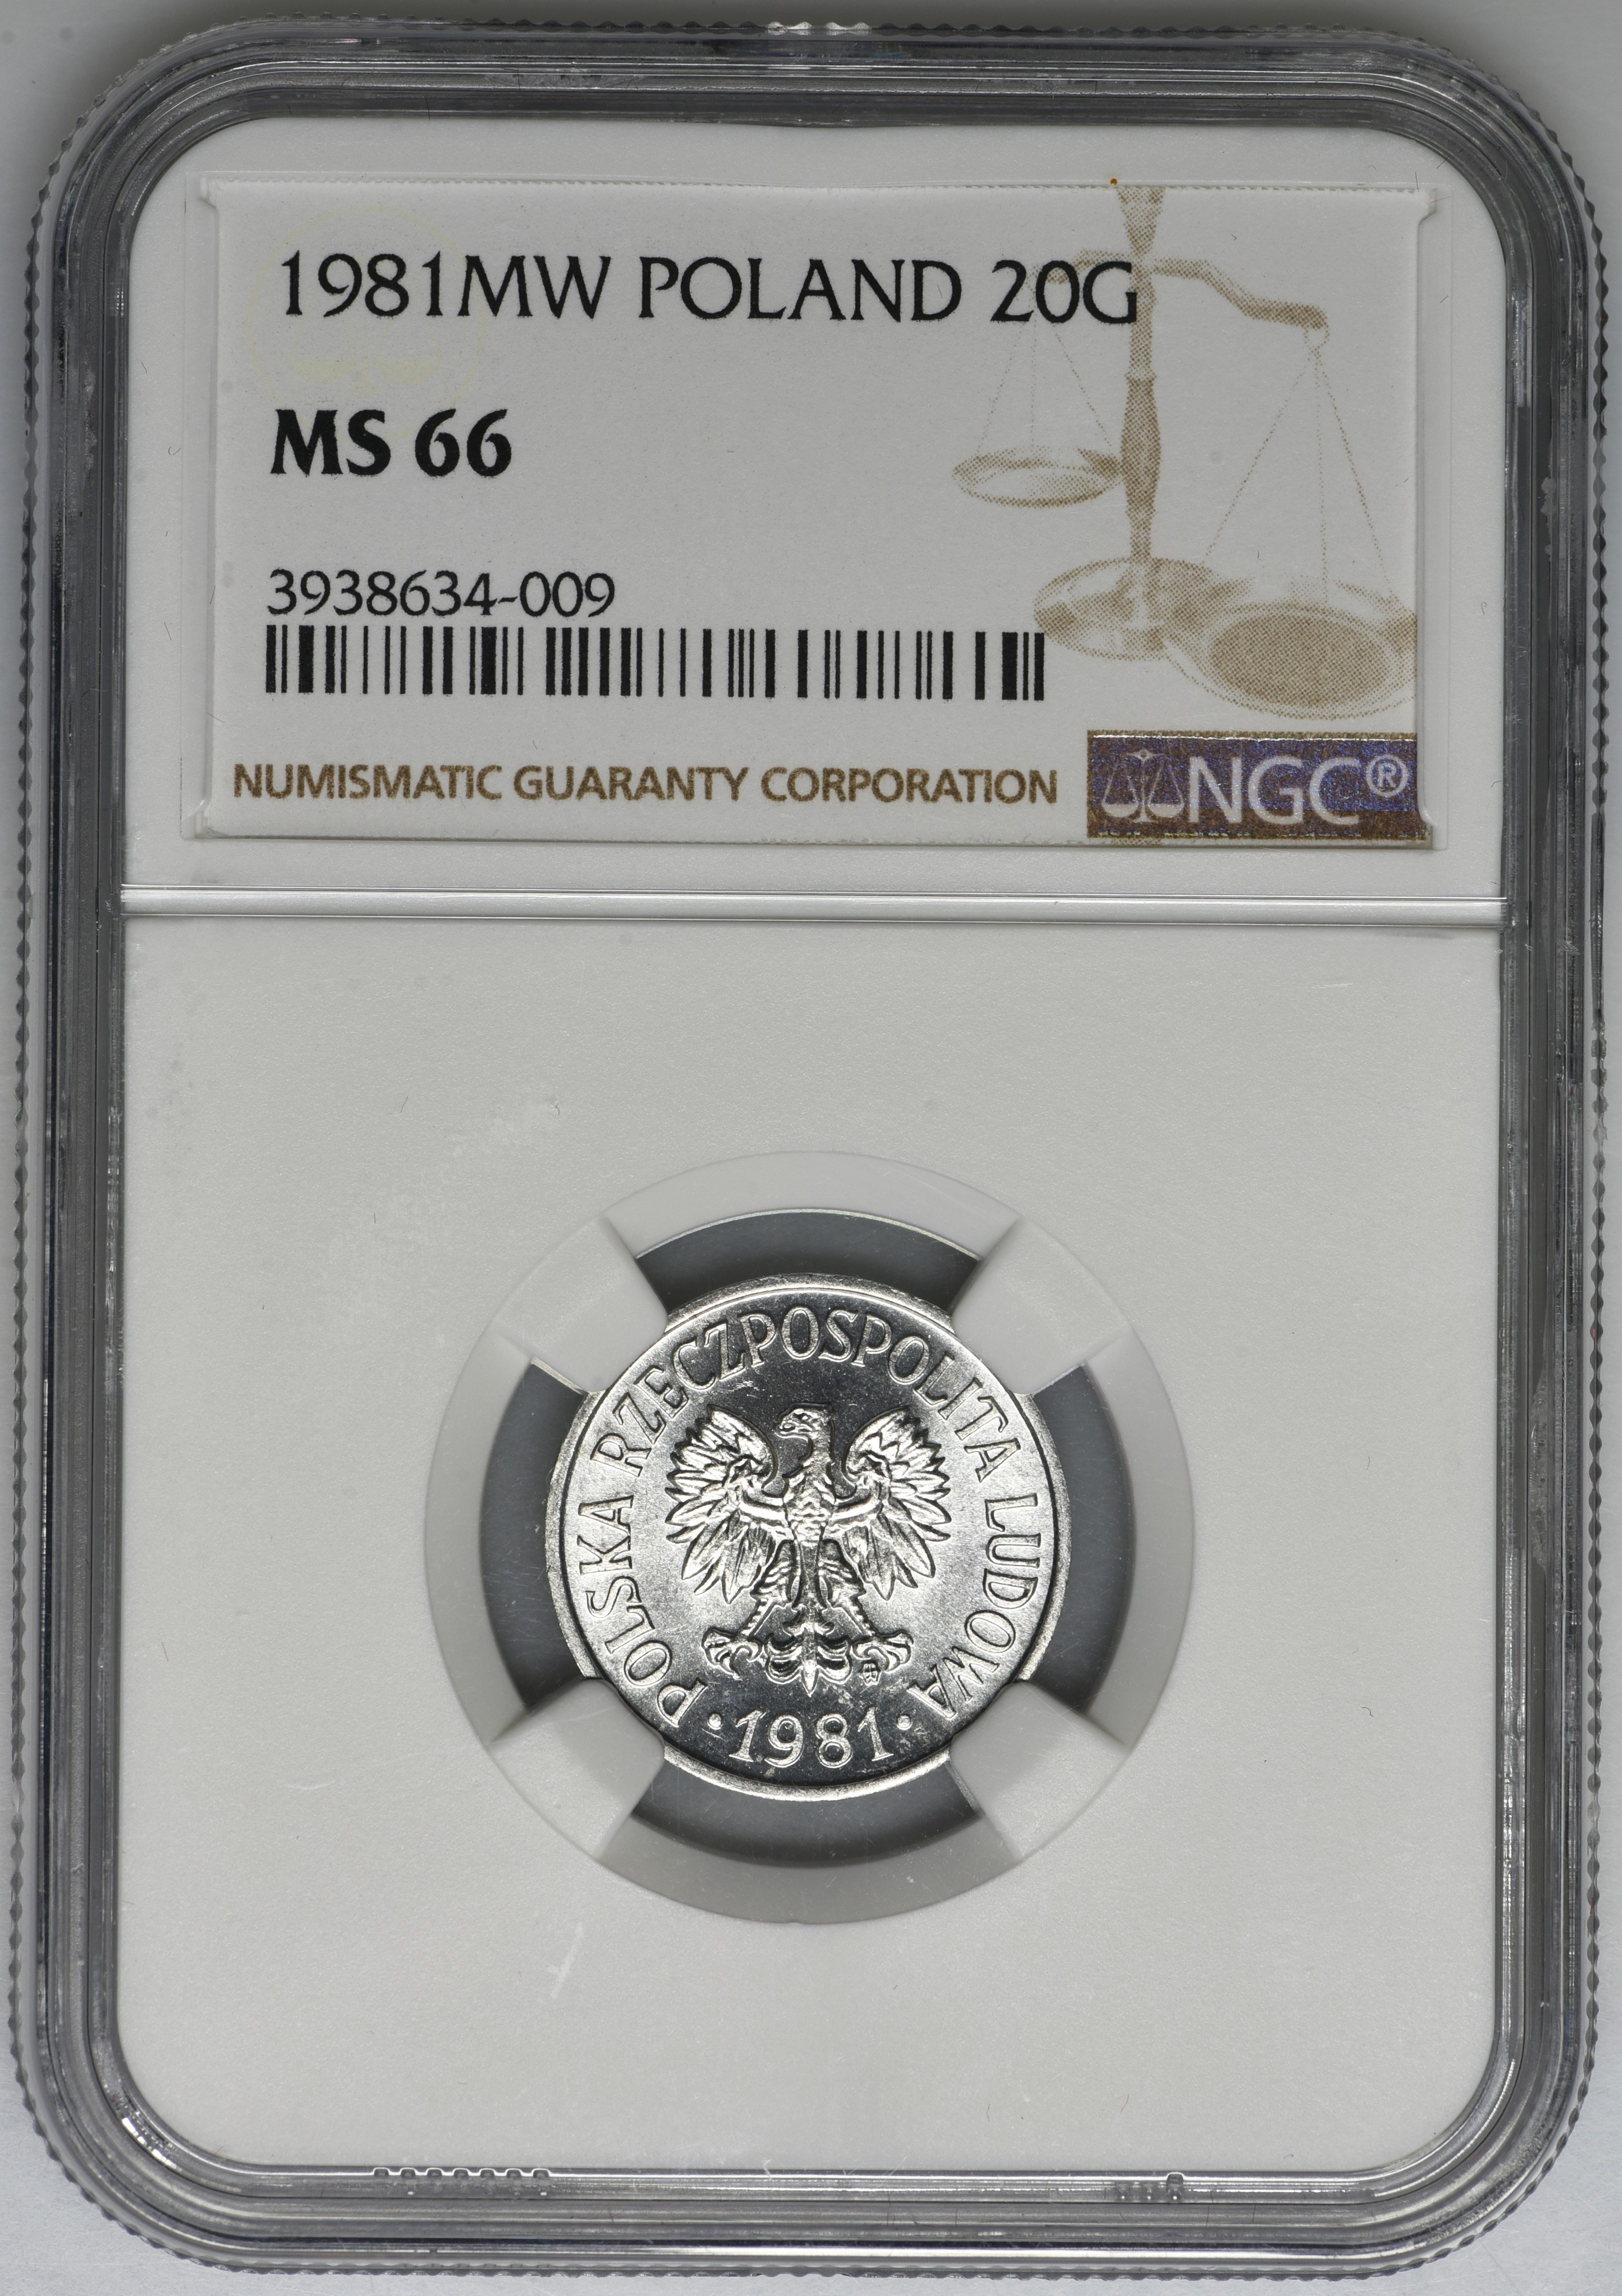 1981MW POLAND 20G
MS 66
3938634-009
NUMISMATIC GUARANTY CORPORATION
NGC®
POLSKA RZECZPOSPOLITA LUDOWA
• 1981 •